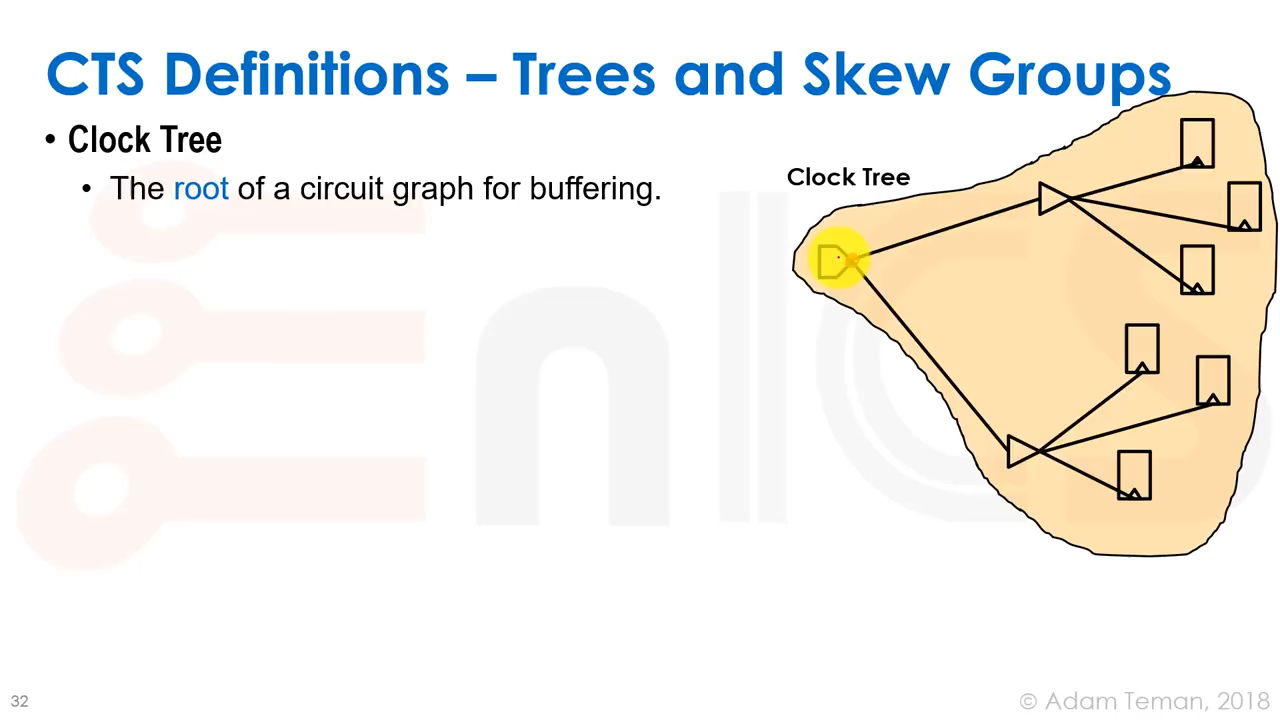 CTS Definitions – Trees and Skew Groups
• Clock Tree
• The root of a circuit graph for buffering.
Clock Tree
EnICS
32
© Adam Teman, 2018